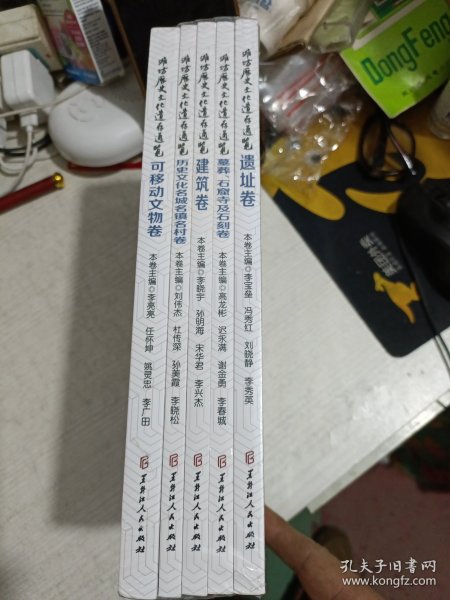 潍坊历史文化遗存通览
可移动文物卷
本卷主编◎李亮亮 任怀坤 姚灵忠 李广田
黑龙江人民出版社
潍坊历史文化遗存通览
历史文化名城名镇名村卷
本卷主编◎刘伟杰 杜传深 孙美霞 李晓松
黑龙江人民出版社
潍坊历史文化遗存通览
建筑卷
本卷主编◎李晓宇 孙明海 宋华君 李兴杰
黑龙江人民出版社
潍坊历史文化遗存通览
墓葬、石窟寺及石刻卷
本卷主编◎高龙彬 迟永满 谢金勇 李春城
黑龙江人民出版社
潍坊历史文化遗存通览
遗址卷
本卷主编◎李宝垒 冯秀红 刘晓静 李秀英
黑龙江人民出版社
DongFeng
孔夫子旧书网
www.kongfz.com